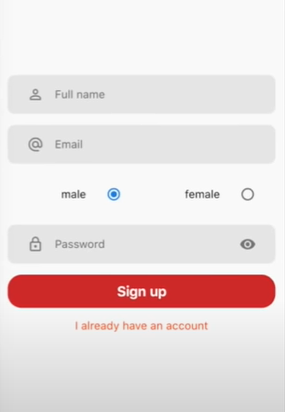 Full name
Email
male female
Password
Sign up
I already have an account